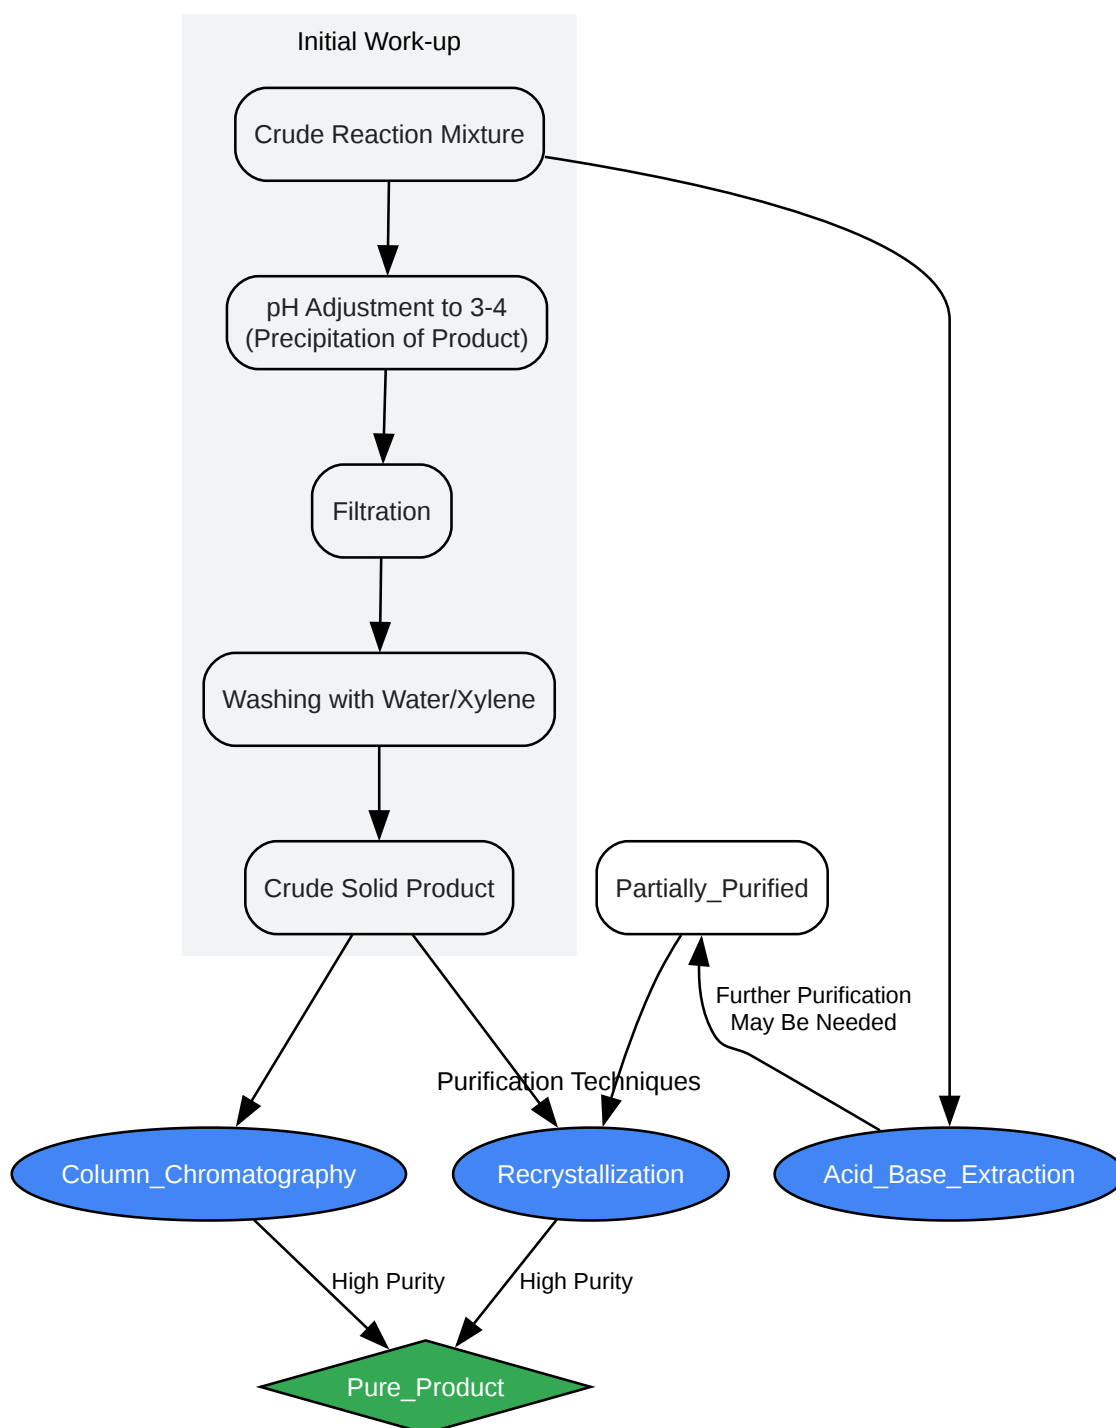 Initial Work-up
Crude Reaction Mixture
pH Adjustment to 3-4
(Precipitation of Product)
Filtration
Washing with Water/Xylene
Crude Solid Product
Partially_Purified
Further Purification
May Be Needed
Purification Techniques
Column_Chromatography
Recrystallization
Acid_Base_Extraction
High Purity
High Purity
Pure_Product